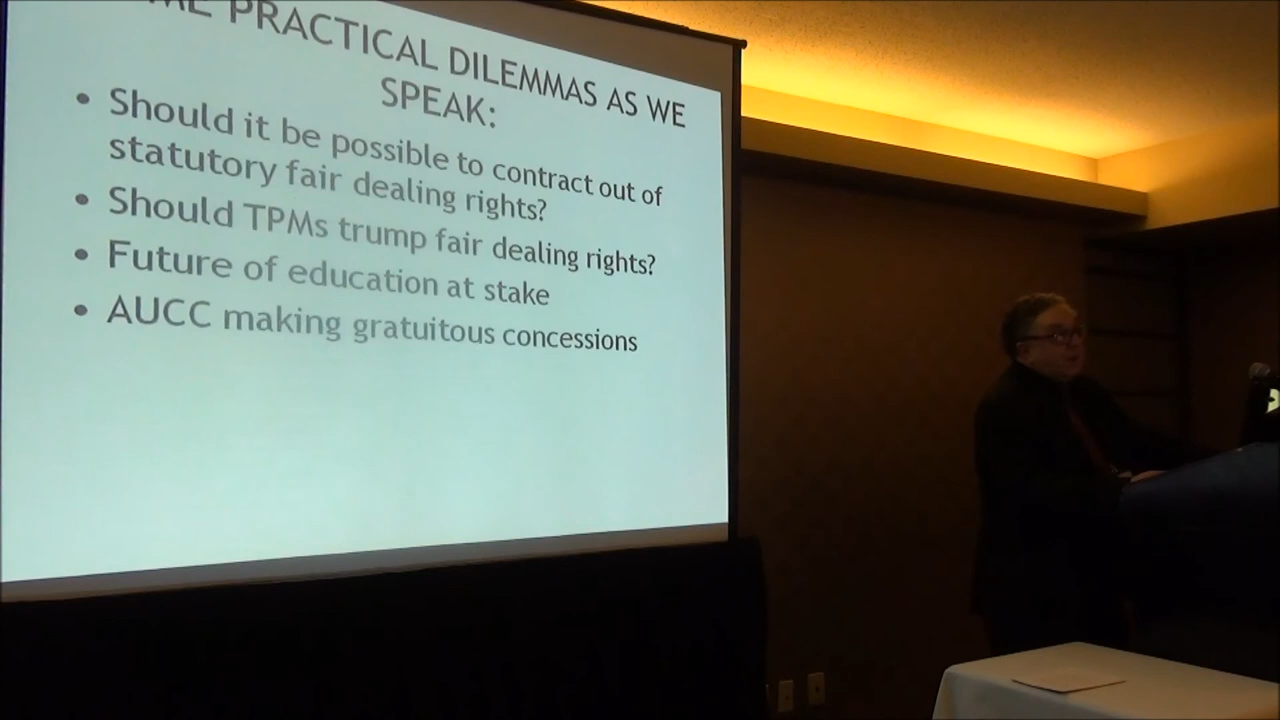 PRACTICAL DILEMMAS AS WE
SPEAK:
• Should it be possible to contract out of
statutory fair dealing rights?
• Should TPMs trump fair dealing rights?
• Future of education at stake
• AUCC making gratuitous concessions